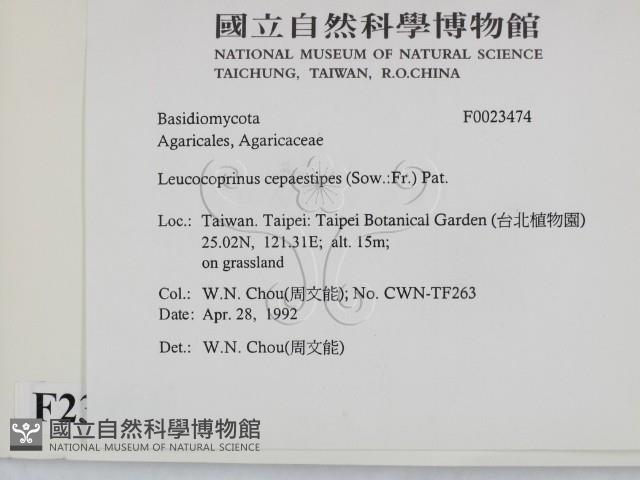 國立自然科學博物館
NATIONAL MUSEUM OF NATURAL SCIENCE
TAICHUNG, TAIWAN, R.O.CHINA
Basidiomycota F0023474
Agaricales, Agaricaceae
Leucocoprinus cepaestipes (Sow.:Fr.) Pat.
Loc.: Taiwan. Taipei: Taipei Botanical Garden (台北植物園)
25.02N, 121.31E; alt. 15m;
on grassland
Col.: W.N. Chou(周文能); No. CWN-TF263
Date: Apr. 28, 1992
Det.: W.N. Chou(周文能)
F23
國立自然科學博物館
NATIONAL MUSEUM OF NATURAL SCIENCE